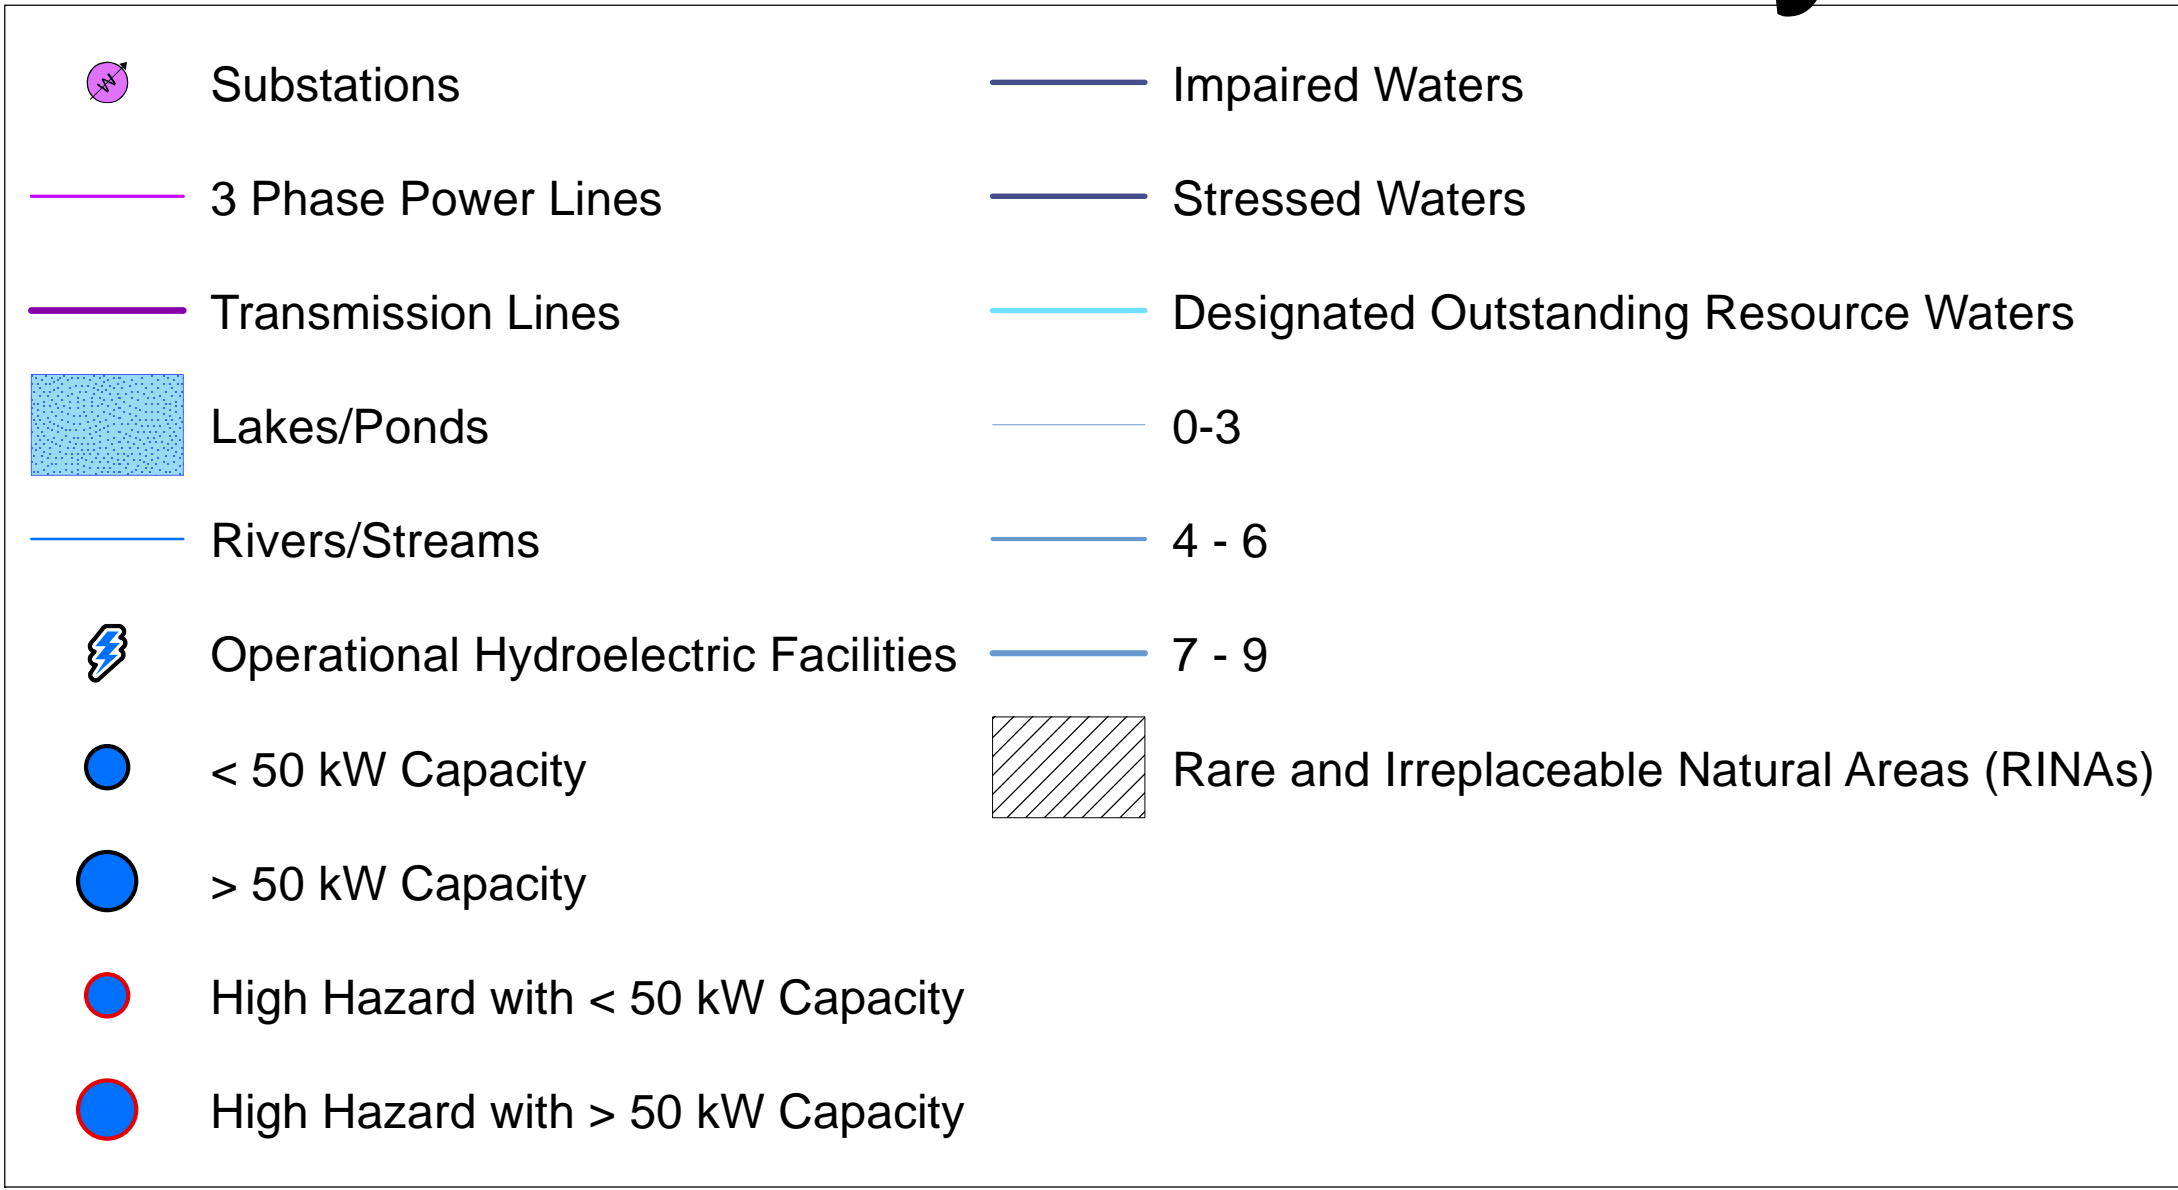 Substations
3 Phase Power Lines
Transmission Lines
Lakes/Ponds
Rivers/Streams
Operational Hydroelectric Facilities
< 50 kW Capacity
> 50 kW Capacity
High Hazard with < 50 kW Capacity
High Hazard with > 50 kW Capacity
Impaired Waters
Stressed Waters
Designated Outstanding Resource Waters
0-3
4 - 6
7 - 9
Rare and Irreplaceable Natural Areas (RINAs)